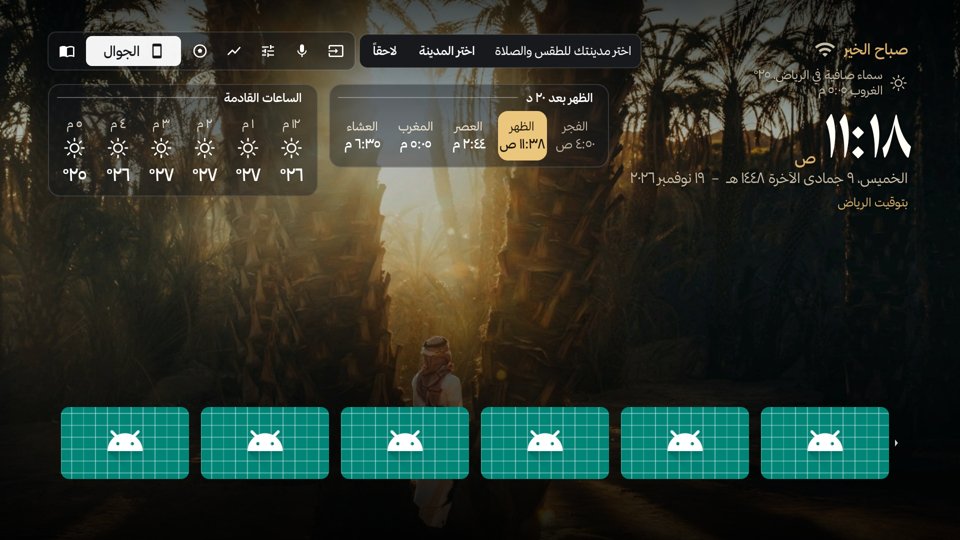 صباح الخير
سماء صافية في الرياض، ٢٥°
الغروب ٥:٠٥ م
١١:١٨ ص
الخميس، ٩ جمادى الآخرة ١٤٤٨ هـ – ١٩ نوفمبر ٢٠٢٦
بتوقيت الرياض
اختر مدينتك للطقس والصلاة
اختر المدينة
لاحقاً
الجوال
الظهر بعد ٢٠ د
الفجر الظهر العصر المغرب العشاء
٤:٥٠ ص ١١:٣٨ ص ٢:٤٤ م ٥:٠٥ م ٦:٣٥ م
الساعات القادمة
١٢ م ١ م ٢ م ٣ م ٤ م ٥ م
٢٦° ٢٧° ٢٧° ٢٧° ٢٦° ٢٥°